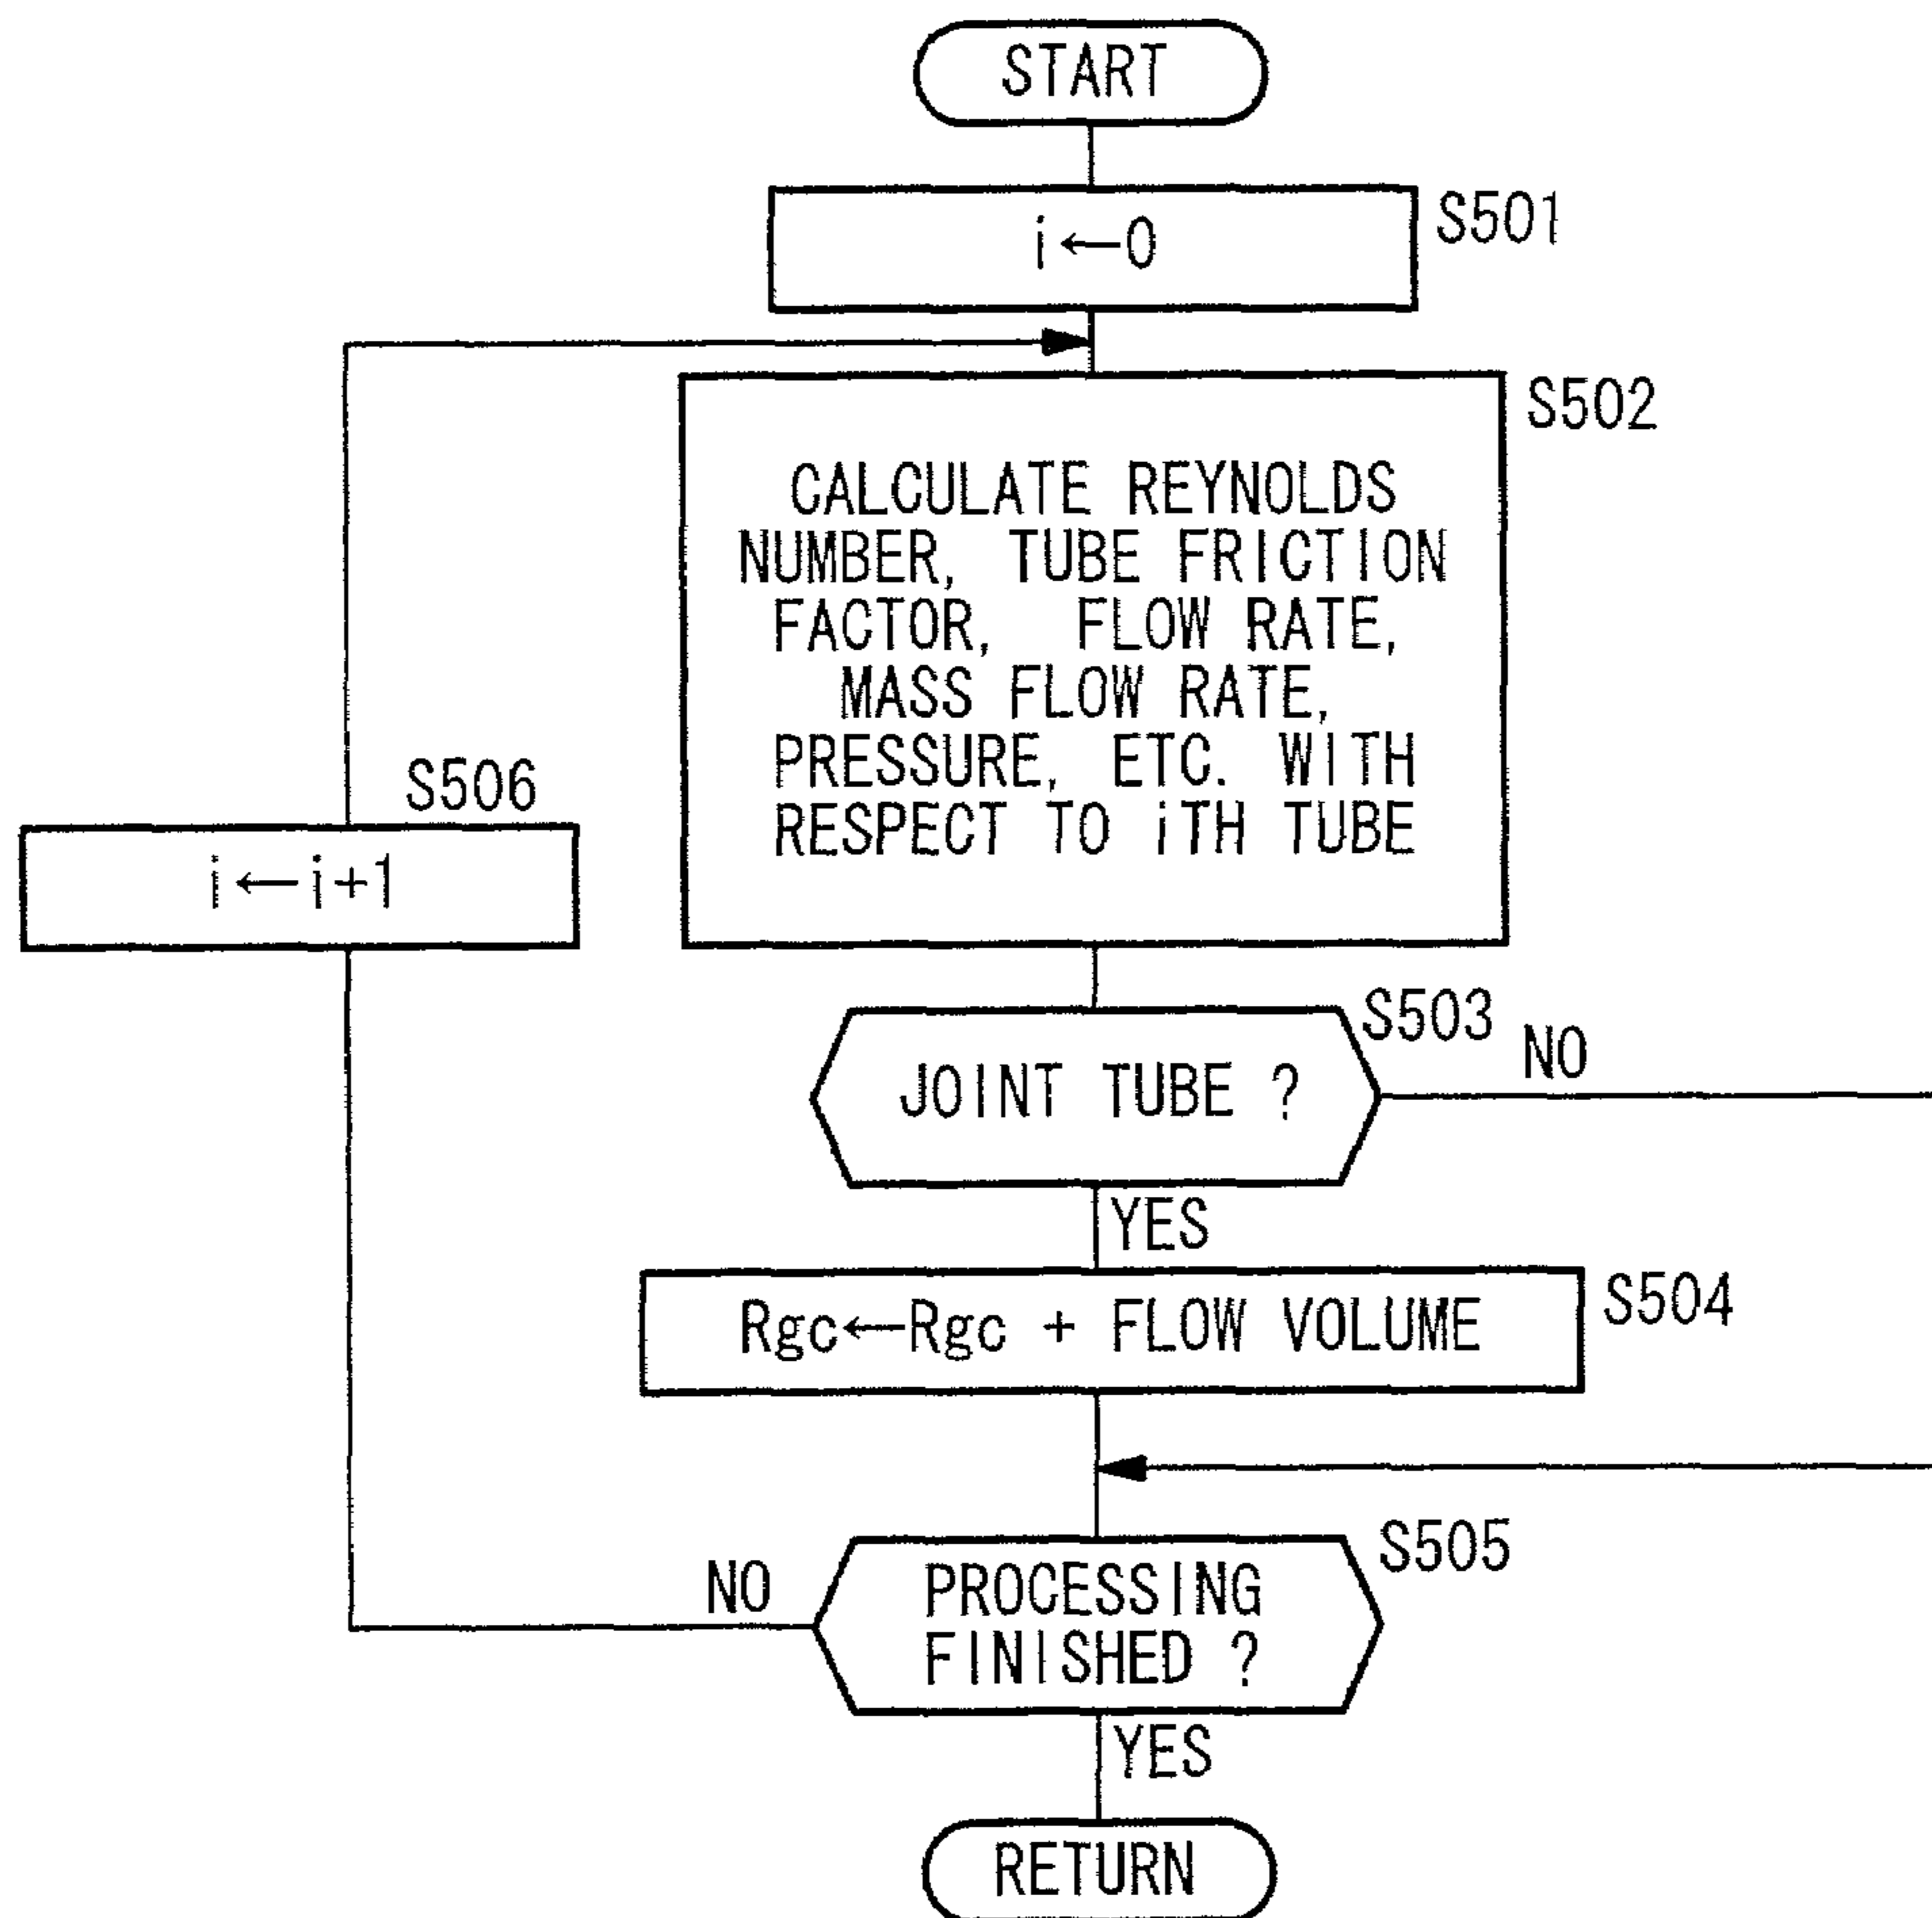 START
i←0
S501
S502
CALCULATE REYNOLDS
NUMBER, TUBE FRICTION
FACTOR, FLOW RATE,
MASS FLOW RATE,
PRESSURE, ETC. WITH
RESPECT TO iTH TUBE
S506
i←i+1
S503
JOINT TUBE ?
NO
YES
S504
Rgc←Rgc + FLOW VOLUME
S505
PROCESSING
FINISHED ?
NO
YES
RETURN